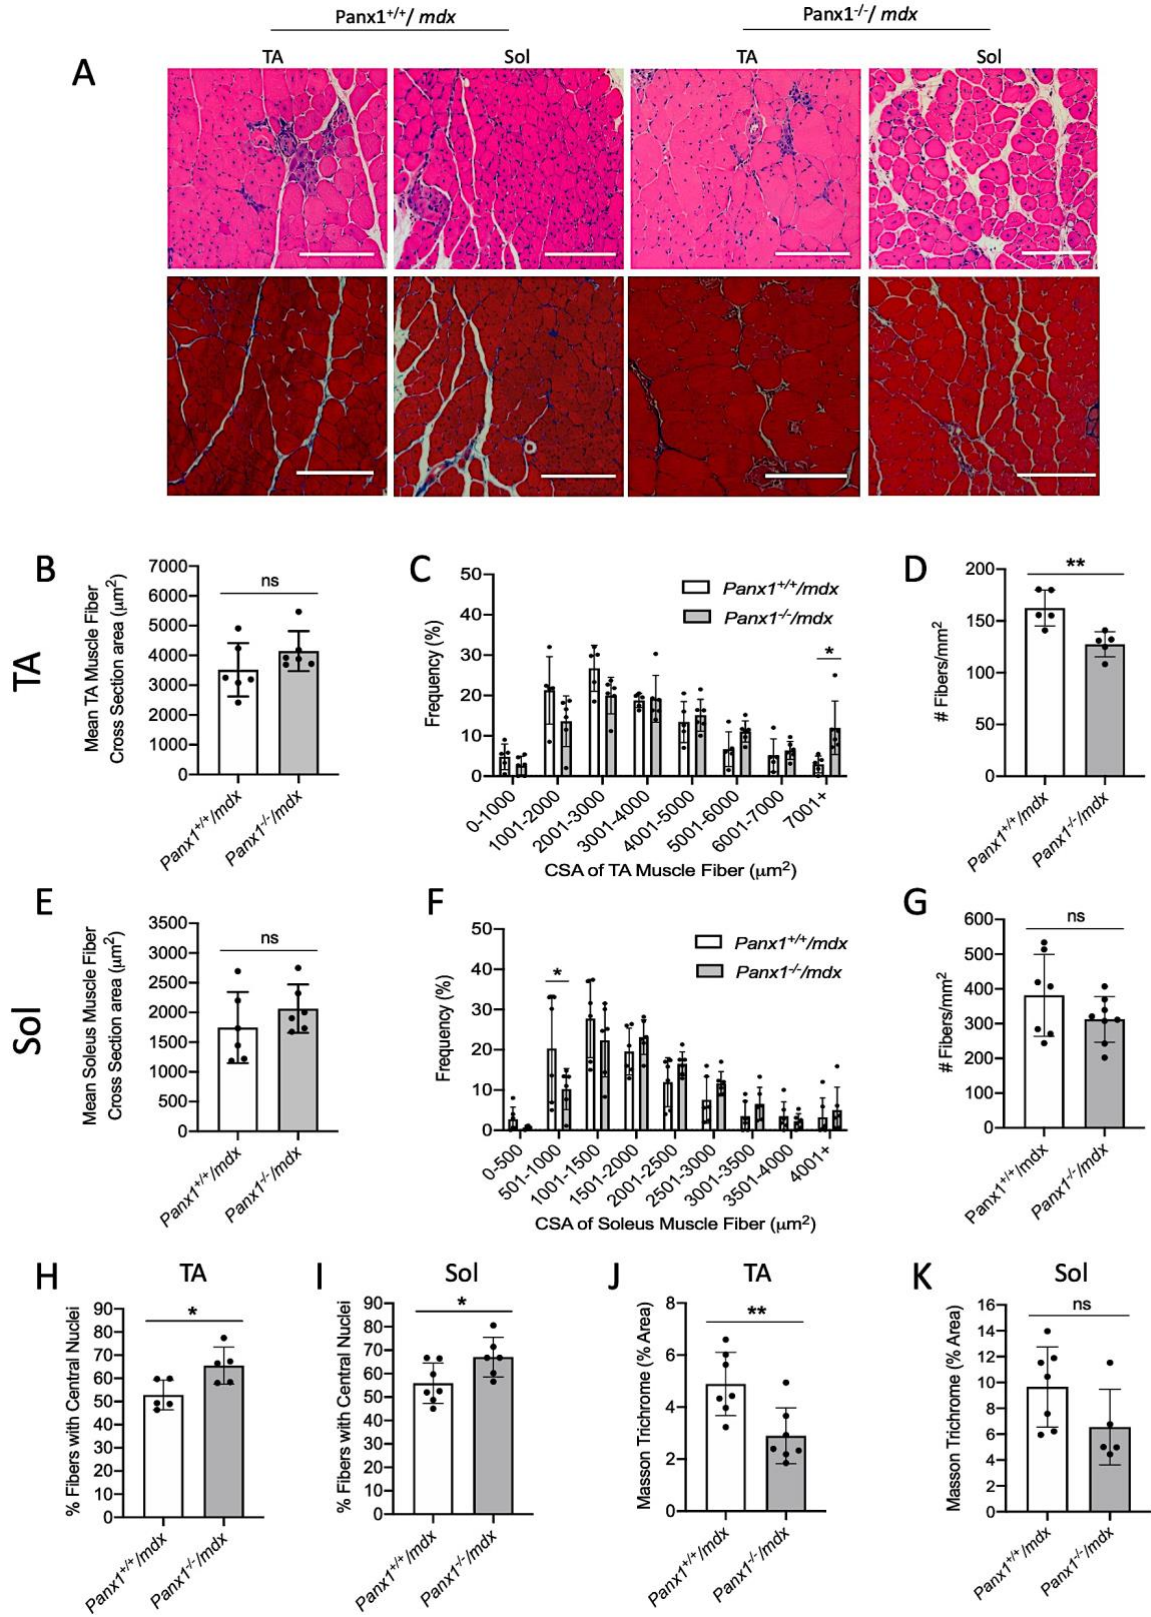 Panx1+/+/ mdx
Panx1-/-/ mdx
A
TA
Sol
TA
Sol
TA
B
Mean TA Muscle Fiber
Cross Section area (μm2)
7000
6000
5000
4000
3000
2000
1000
0
ns
Panx1+/+/mdx
Panx1-/-/mdx
C
Frequency (%)
50
40
30
20
10
0
Panx1+/+/mdx
Panx1-/-/mdx
*
0-1000
1001-2000
2001-3000
3001-4000
4001-5000
5001-6000
6001-7000
7001+
CSA of TA Muscle Fiber (μm2)
D
# Fibers/mm2
200
150
100
50
0
**
Panx1+/+/mdx
Panx1-/-/mdx
Sol
E
Mean Soleus Muscle Fiber
Cross Section area (μm2)
3500
3000
2500
2000
1500
1000
500
0
ns
Panx1+/+/mdx
Panx1-/-/mdx
F
Frequency (%)
50
40
30
20
10
0
Panx1+/+/mdx
Panx1-/-/mdx
*
0-500
501-1000
1001-1500
1501-2000
2001-2500
2501-3000
3001-3500
3501-4000
4001+
CSA of Soleus Muscle Fiber (μm2)
G
# Fibers/mm2
600
500
400
300
200
100
0
ns
Panx1+/+/mdx
Panx1-/-/mdx
H
TA
% Fibers with Central Nuclei
90
80
70
60
50
40
30
20
10
0
*
Panx1+/+/mdx
Panx1-/-/mdx
I
Sol
% Fibers with Central Nuclei
90
80
70
60
50
40
30
20
10
0
*
Panx1+/+/mdx
Panx1-/-/mdx
J
TA
Masson Trichrome (% Area)
8
6
4
2
0
**
Panx1+/+/mdx
Panx1-/-/mdx
K
Sol
Masson Trichrome (% Area)
16
14
12
10
8
6
4
2
0
ns
Panx1+/+/mdx
Panx1-/-/mdx